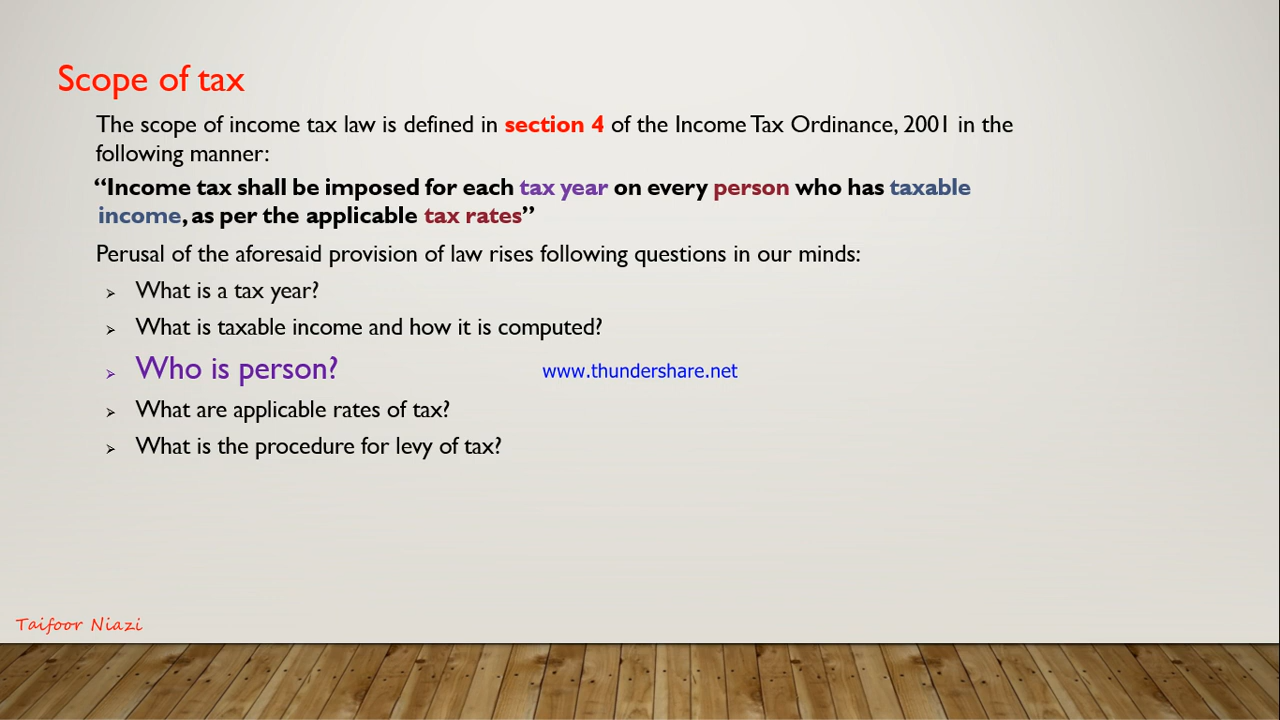 Scope of tax
The scope of income tax law is defined in section 4 of the Income Tax Ordinance, 2001 in the
following manner:
“Income tax shall be imposed for each tax year on every person who has taxable
income, as per the applicable tax rates”
Perusal of the aforesaid provision of law rises following questions in our minds:
➢ What is a tax year?
➢ What is taxable income and how it is computed?
➢ Who is person?
www.thundershare.net
➢ What are applicable rates of tax?
➢ What is the procedure for levy of tax?
Taifoor Niazi